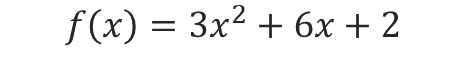 f(x) = 3x² + 6x + 2